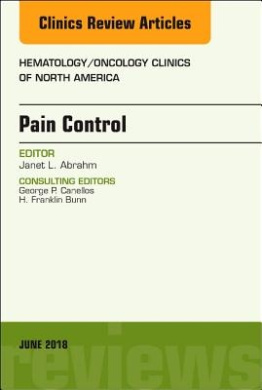 Clinics Review Articles
HEMATOLOGY/ONCOLOGY CLINICS
OF NORTH AMERICA
Pain Control
EDITOR
Janet L. Abrahm
CONSULTING EDITORS
George P. Canellos
H. Franklin Bunn
JUNE 2018
reviews